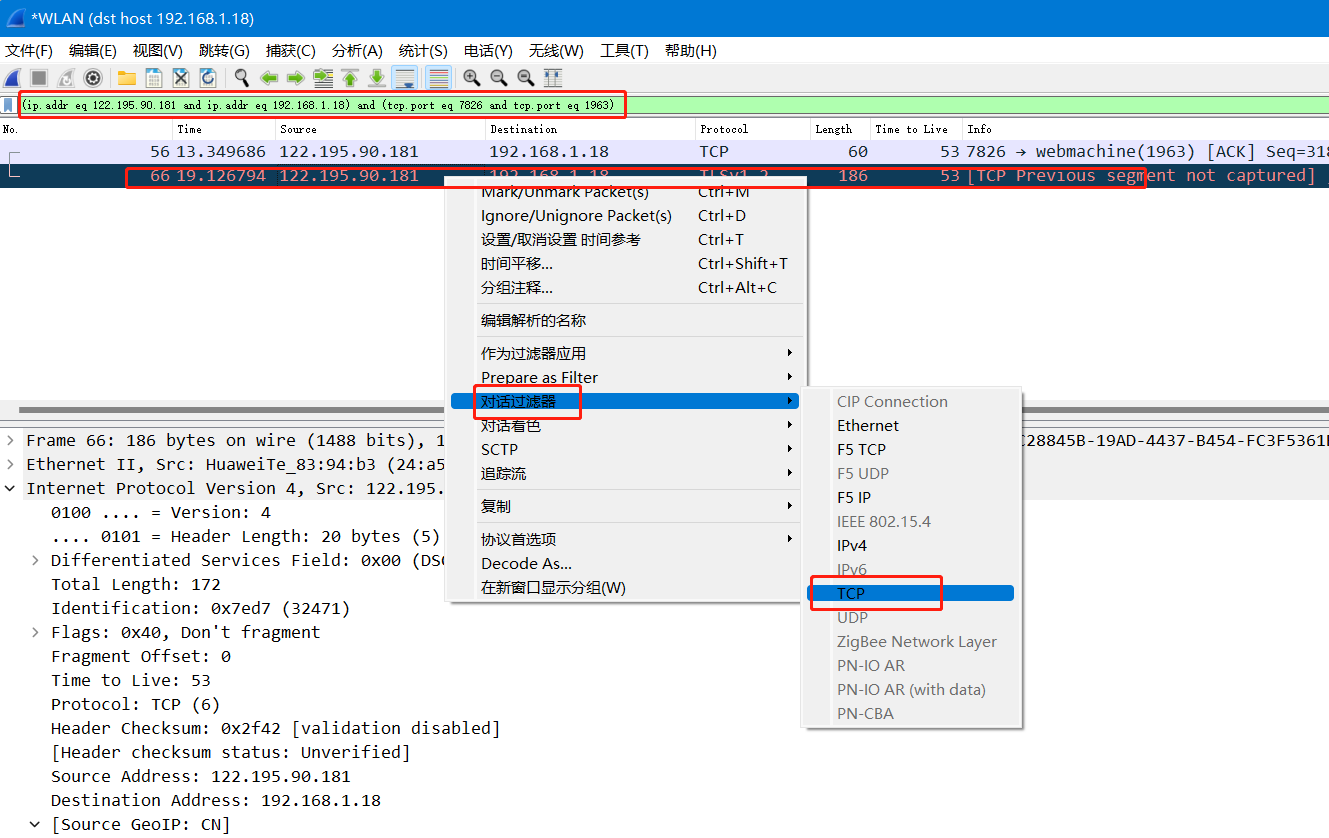 *WLAN (dst host 192.168.1.18)
文件(F) 编辑(E) 视图(V) 跳转(G) 捕获(C) 分析(A) 统计(S) 电话(Y) 无线(W) 工具(T) 帮助(H)
(ip.addr eq 122.195.90.181 and ip.addr eq 192.168.1.18) and (tcp.port eq 7826 and tcp.port eq 1963)
No. Time Source Destination Protocol Length Time to Live Info
56 13.349686 122.195.90.181 192.168.1.18 TCP 60 53 7826 → webmachine(1963) [ACK] Seq=318
66 19.126794 122.195.90.181 192.168.1.18 TLSv1.2 186 53 [TCP Previous segment not captured]
Mark/Unmark Packet(s) Ctrl+M
Ignore/Unignore Packet(s) Ctrl+D
设置/取消设置 时间参考 Ctrl+T
时间平移... Ctrl+Shift+T
分组注释... Ctrl+Alt+C
编辑解析的名称
作为过滤器应用
Prepare as Filter
对话过滤器
对话着色
SCTP
追踪流
复制
协议首选项
Decode As...
在新窗口显示分组(W)
CIP Connection
Ethernet
F5 TCP
F5 UDP
F5 IP
IEEE 802.15.4
IPv4
IPv6
TCP
UDP
ZigBee Network Layer
PN-IO AR
PN-IO AR (with data)
PN-CBA
Frame 66: 186 bytes on wire (1488 bits), 1
C28845B-19AD-4437-B454-FC3F5361
Ethernet II, Src: HuaweiTe_83:94:b3 (24:a5
Internet Protocol Version 4, Src: 122.195.
0100 .... = Version: 4
.... 0101 = Header Length: 20 bytes (5)
Differentiated Services Field: 0x00 (DSC
Total Length: 172
Identification: 0x7ed7 (32471)
Flags: 0x40, Don't fragment
Fragment Offset: 0
Time to Live: 53
Protocol: TCP (6)
Header Checksum: 0x2f42 [validation disabled]
[Header checksum status: Unverified]
Source Address: 122.195.90.181
Destination Address: 192.168.1.18
[Source GeoIP: CN]